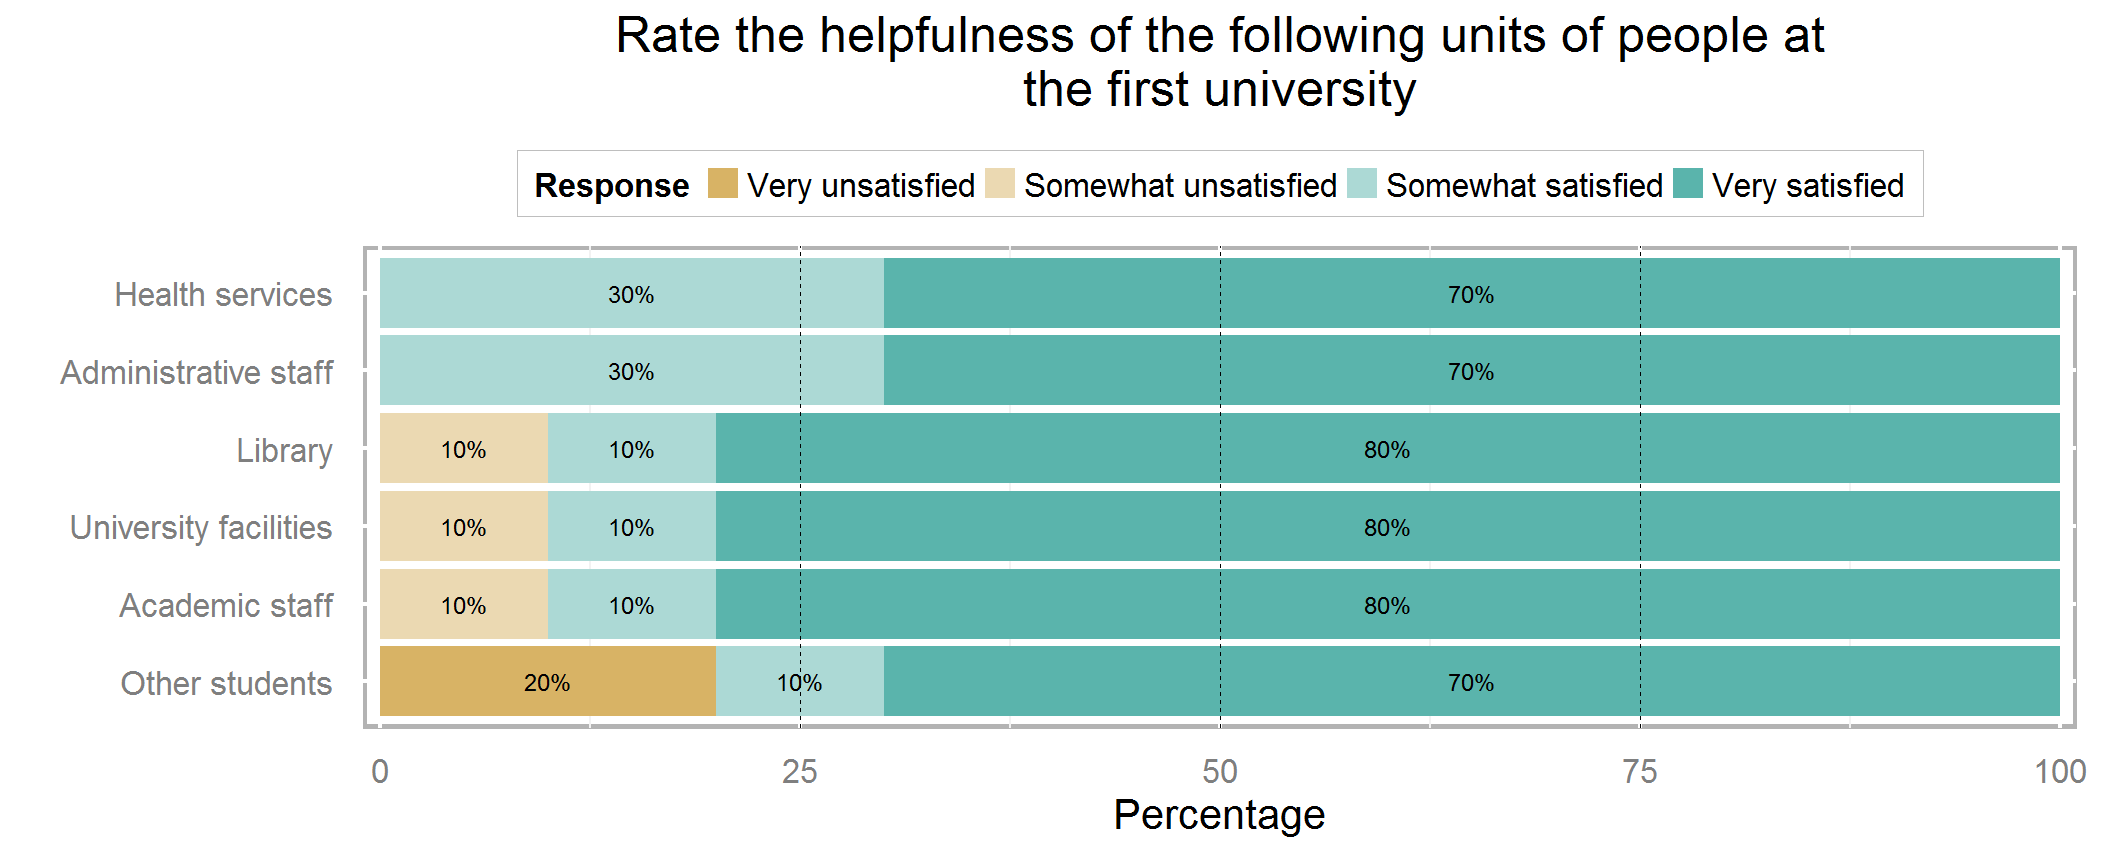 Rate the helpfulness of the following units of people at
the first university
Response Very unsatisfied Somewhat unsatisfied Somewhat satisfied Very satisfied
Health services 30% 70%
Administrative staff 30% 70%
Library 10% 10% 80%
University facilities 10% 10% 80%
Academic staff 10% 10% 80%
Other students 20% 10% 70%
0 25 50 75 100
Percentage